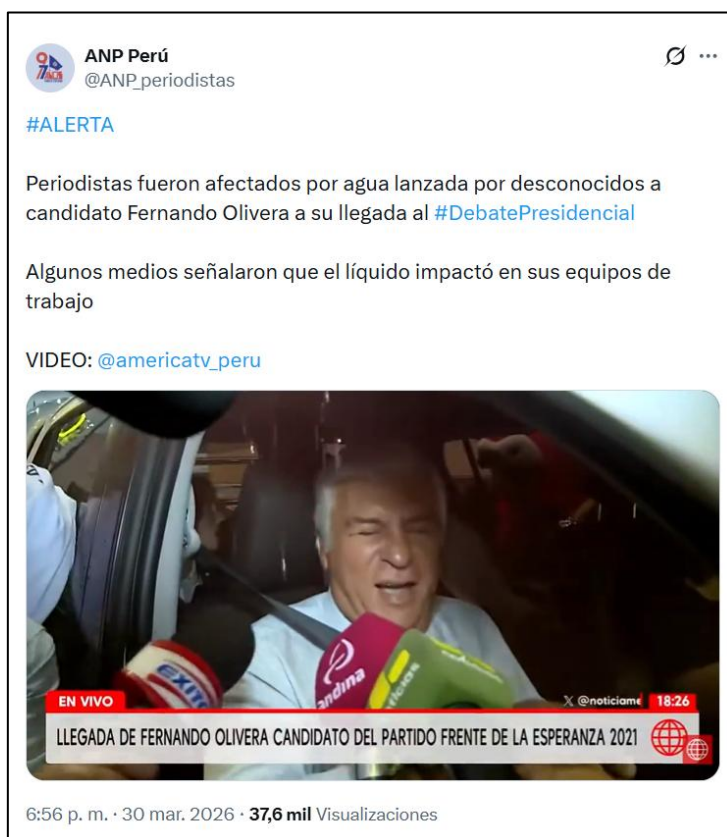 ANP Perú
@ANP_periodistas
#ALERTA
Periodistas fueron afectados por agua lanzada por desconocidos a
candidato Fernando Olivera a su llegada al #DebatePresidencial
Algunos medios señalaron que el líquido impactó en sus equipos de
trabajo
VIDEO: @americatv_peru
EXITO
andina
EN VIVO
X @noticiame
18:26
LLEGADA DE FERNANDO OLIVERA CANDIDATO DEL PARTIDO FRENTE DE LA ESPERANZA 2021
6:56 p. m. · 30 mar. 2026 · 37,6 mil Visualizaciones